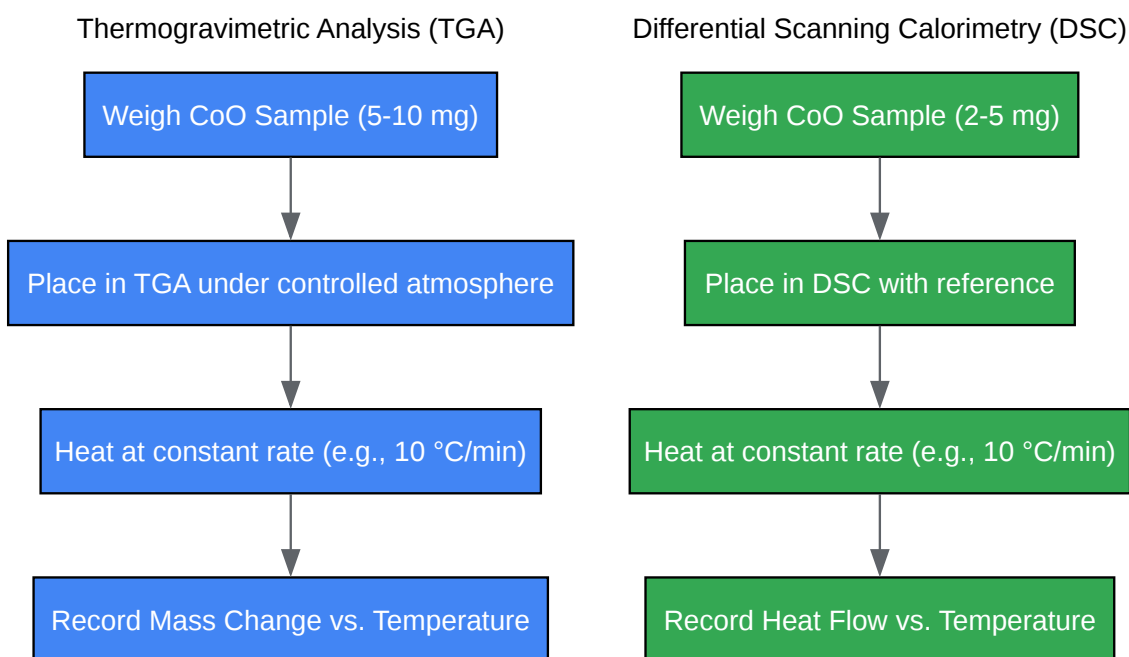 Thermogravimetric Analysis (TGA)
Weigh CoO Sample (5-10 mg)
Place in TGA under controlled atmosphere
Heat at constant rate (e.g., 10 °C/min)
Record Mass Change vs. Temperature
Differential Scanning Calorimetry (DSC)
Weigh CoO Sample (2-5 mg)
Place in DSC with reference
Heat at constant rate (e.g., 10 °C/min)
Record Heat Flow vs. Temperature